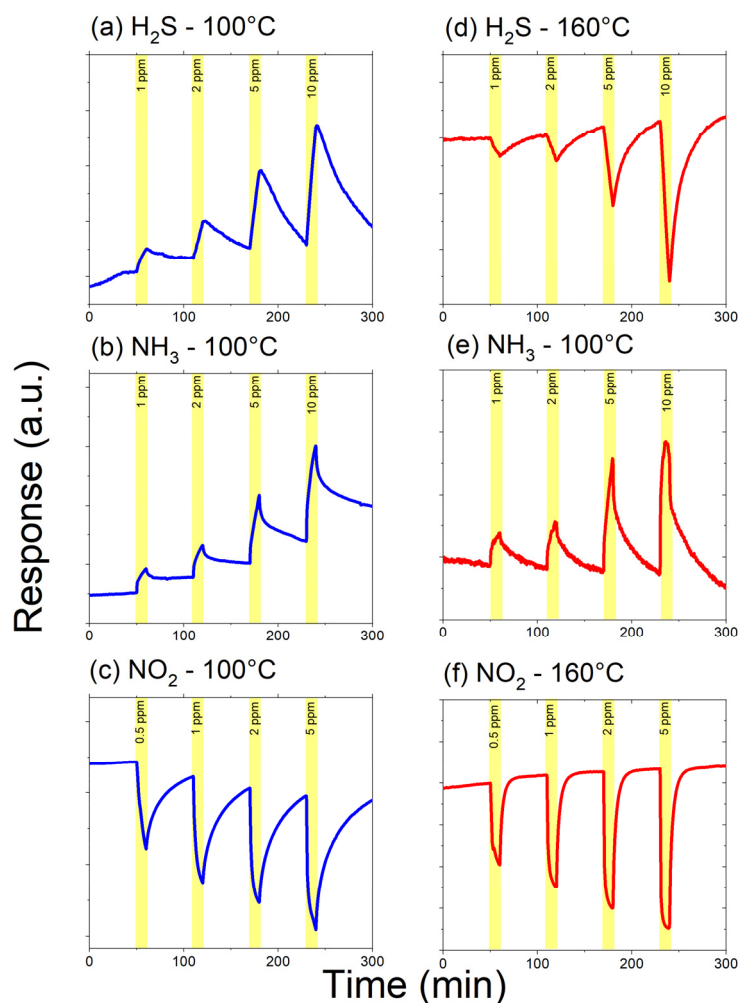 (a) H₂S - 100°C
1 ppm
2 ppm
5 ppm
10 ppm
0
100
200
300
(d) H₂S - 160°C
1 ppm
2 ppm
5 ppm
10 ppm
0
100
200
300
(b) NH₃ - 100°C
1 ppm
2 ppm
5 ppm
10 ppm
0
100
200
300
(e) NH₃ - 100°C
1 ppm
2 ppm
5 ppm
10 ppm
0
100
200
300
(c) NO₂ - 100°C
0.5 ppm
1 ppm
2 ppm
5 ppm
0
100
200
300
(f) NO₂ - 160°C
0.5 ppm
1 ppm
2 ppm
5 ppm
0
100
200
300
Response (a.u.)
Time (min)